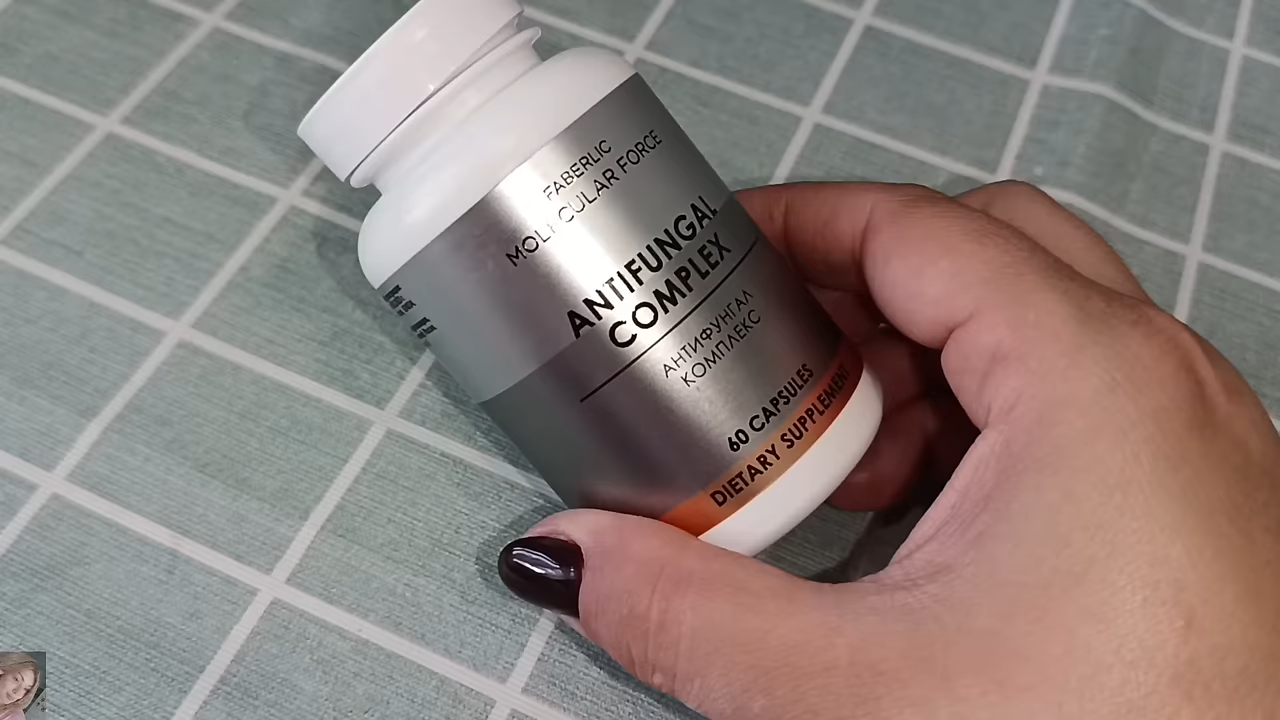 FABERLIC
MOLECULAR FORCE
ANTIFUNGAL
COMPLEX
АНТИФУНГАЛ
КОМПЛЕКС
60 CAPSULES
DIETARY SUPPLEMENT